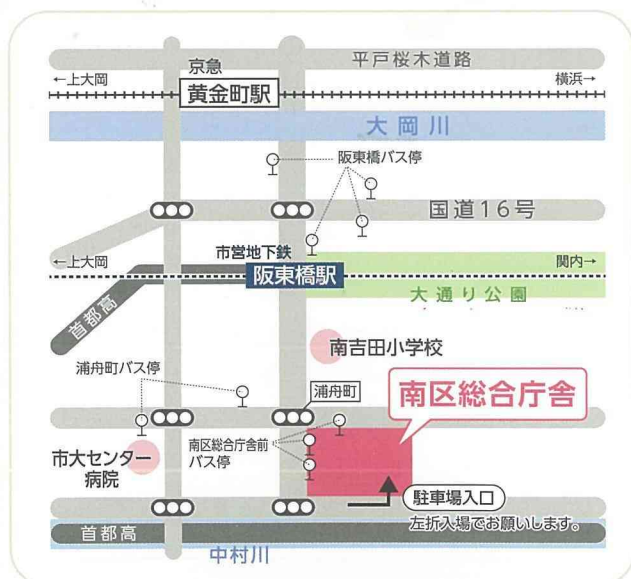 平戸桜木道路
京急
←上大岡
横浜→
黄金町駅
大岡川
阪東橋バス停
国道16号
市営地下鉄
←上大岡
阪東橋駅
関内→
大通り公園
首都高
南吉田小学校
浦舟町バス停
浦舟町
南区総合庁舎
市大センター
病院
南区総合庁舎前
バス停
駐車場入口
左折入場でお願いします。
首都高
中村川